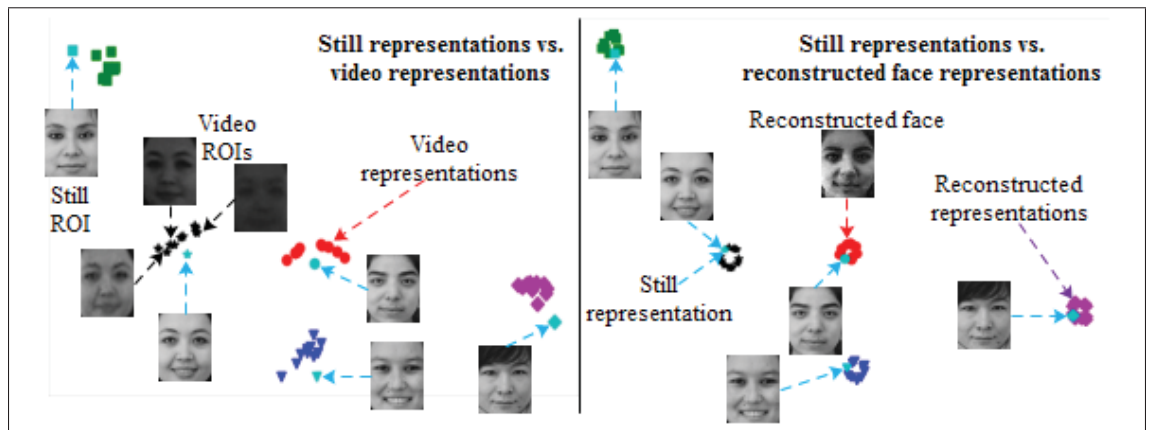 Still representations vs.
video representations
Video
ROIs
Still
ROI
Video
representations
Still representations vs.
reconstructed face representations
Reconstructed face
Reconstructed
representations
Still
representation